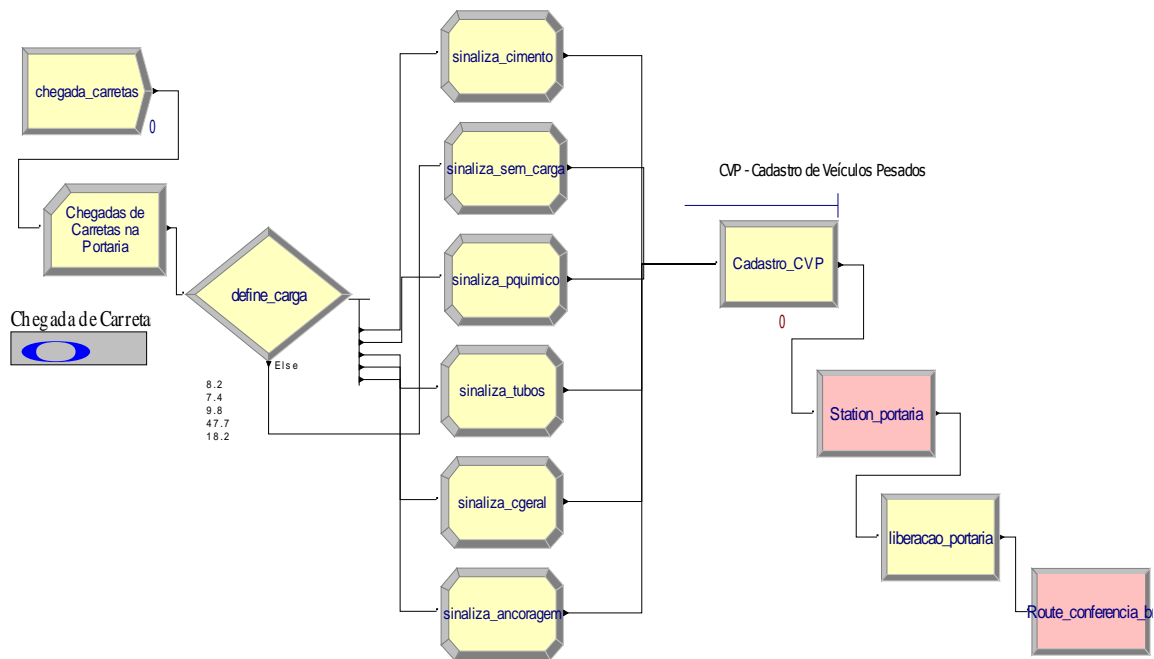 chegada_carretas
0
Chegadas de
Carretas na
Portaria
Chegada de Carreta
define_carga
Else
8.2
7.4
9.8
47.7
18.2
sinaliza_cimento
sinaliza_sem_carga
sinaliza_pquimico
sinaliza_tubos
sinaliza_cgeral
sinaliza_ancoragem
CVP - Cadastro de Veículos Pesados
Cadastro_CVP
0
Station_portaria
liberacao_portaria
Route_conferencia_br